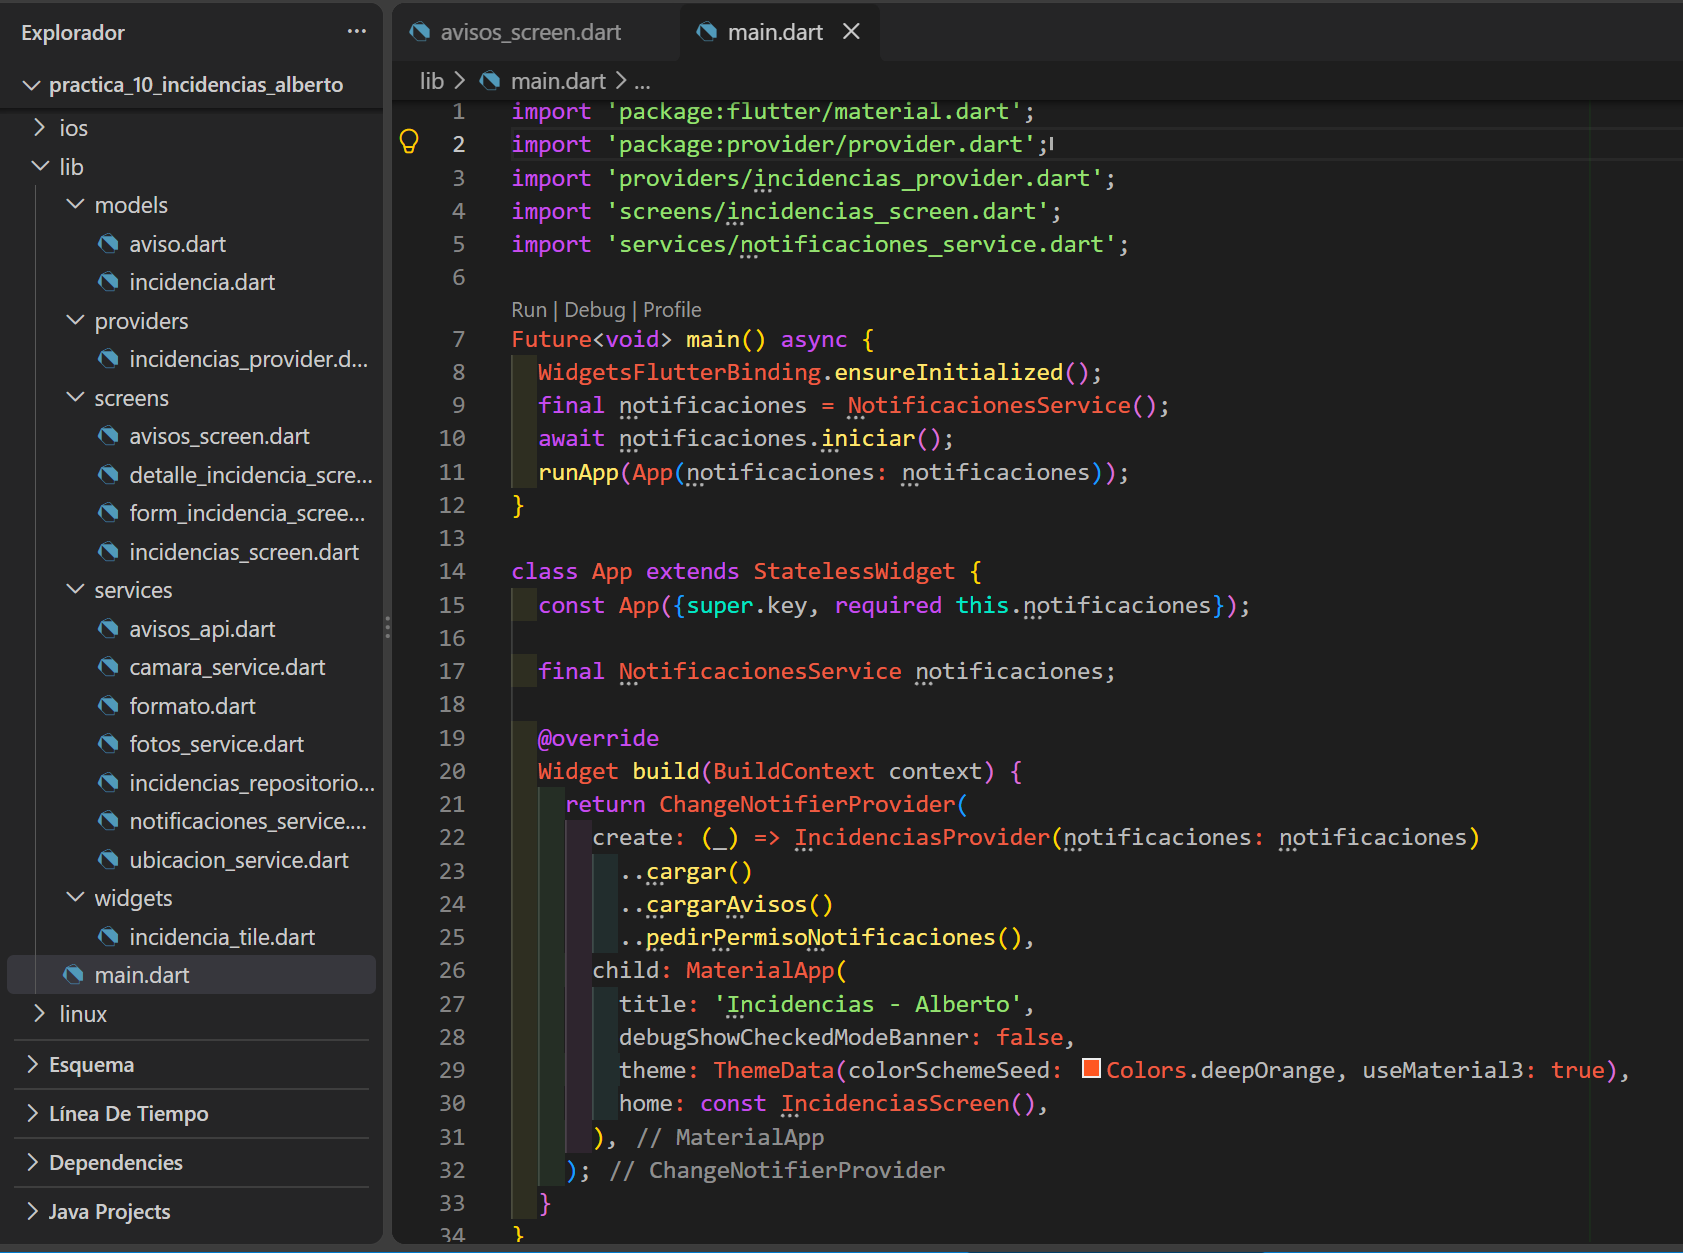 Explorador
practica_10_incidencias_alberto
ios
lib
models
aviso.dart
incidencia.dart
providers
incidencias_provider.d...
screens
avisos_screen.dart
detalle_incidencia_scre...
form_incidencia_scree...
incidencias_screen.dart
services
avisos_api.dart
camara_service.dart
formato.dart
fotos_service.dart
incidencias_repositorio...
notificaciones_service....
ubicacion_service.dart
widgets
incidencia_tile.dart
main.dart
linux
Esquema
Línea De Tiempo
Dependencies
Java Projects
avisos_screen.dart
main.dart
lib > main.dart > ...
1 import 'package:flutter/material.dart';
2 import 'package:provider/provider.dart';
3 import 'providers/incidencias_provider.dart';
4 import 'screens/incidencias_screen.dart';
5 import 'services/notificaciones_service.dart';
6
Run | Debug | Profile
7 Future<void> main() async {
8 WidgetsFlutterBinding.ensureInitialized();
9 final notificaciones = NotificacionesService();
10 await notificaciones.iniciar();
11 runApp(App(notificaciones: notificaciones));
12 }
13
14 class App extends StatelessWidget {
15 const App({super.key, required this.notificaciones});
16
17 final NotificacionesService notificaciones;
18
19 @override
20 Widget build(BuildContext context) {
21 return ChangeNotifierProvider(
22 create: (_) => IncidenciasProvider(notificaciones: notificaciones)
23 ..cargar()
24 ..cargarAvisos()
25 ..pedirPermisoNotificaciones(),
26 child: MaterialApp(
27 title: 'Incidencias - Alberto',
28 debugShowCheckedModeBanner: false,
29 theme: ThemeData(colorSchemeSeed: Colors.deepOrange, useMaterial3: true),
30 home: const IncidenciasScreen(),
31 ), // MaterialApp
32 ); // ChangeNotifierProvider
33 }
34 }